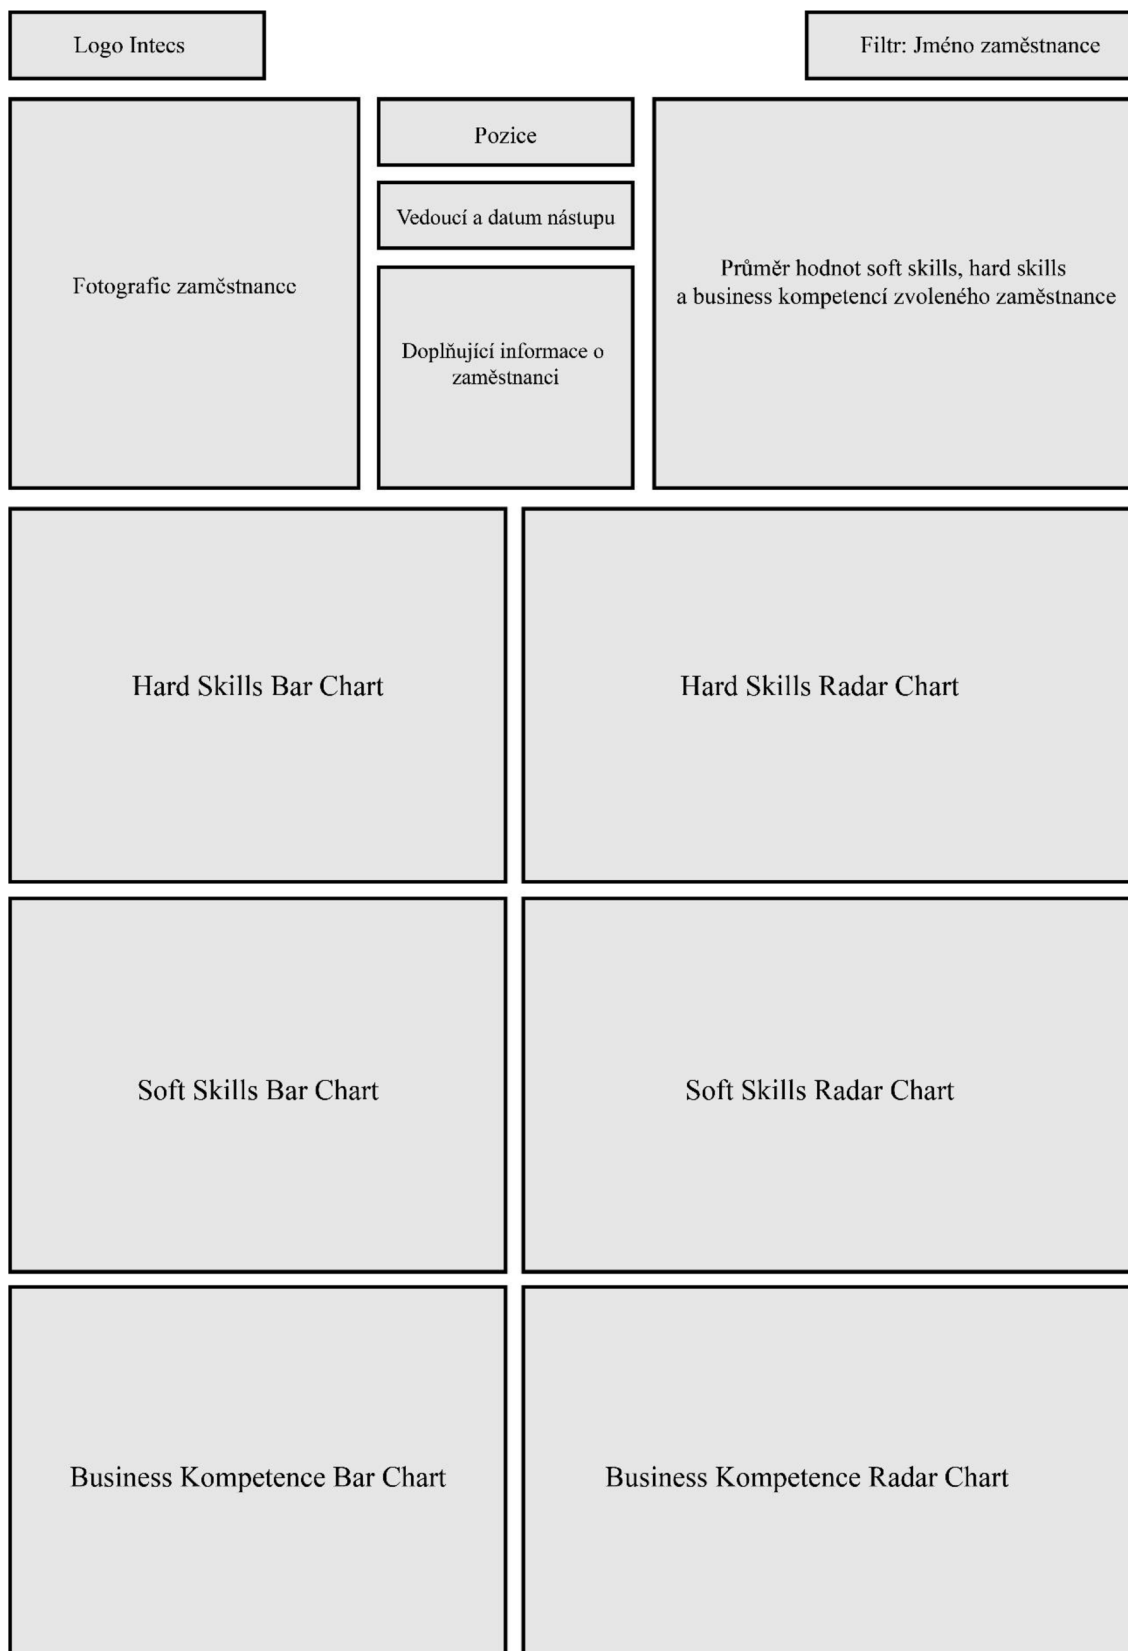 Logo Intecs
Filtr: Jméno zaměstnance
Pozice
Vedoucí a datum nástupu
Fotografie zaměstnance
Průměr hodnot soft skills, hard skills
a business kompetencí zvoleného zaměstnance
Doplňující informace o
zaměstnanci
Hard Skills Bar Chart
Hard Skills Radar Chart
Soft Skills Bar Chart
Soft Skills Radar Chart
Business Kompetence Bar Chart
Business Kompetence Radar Chart